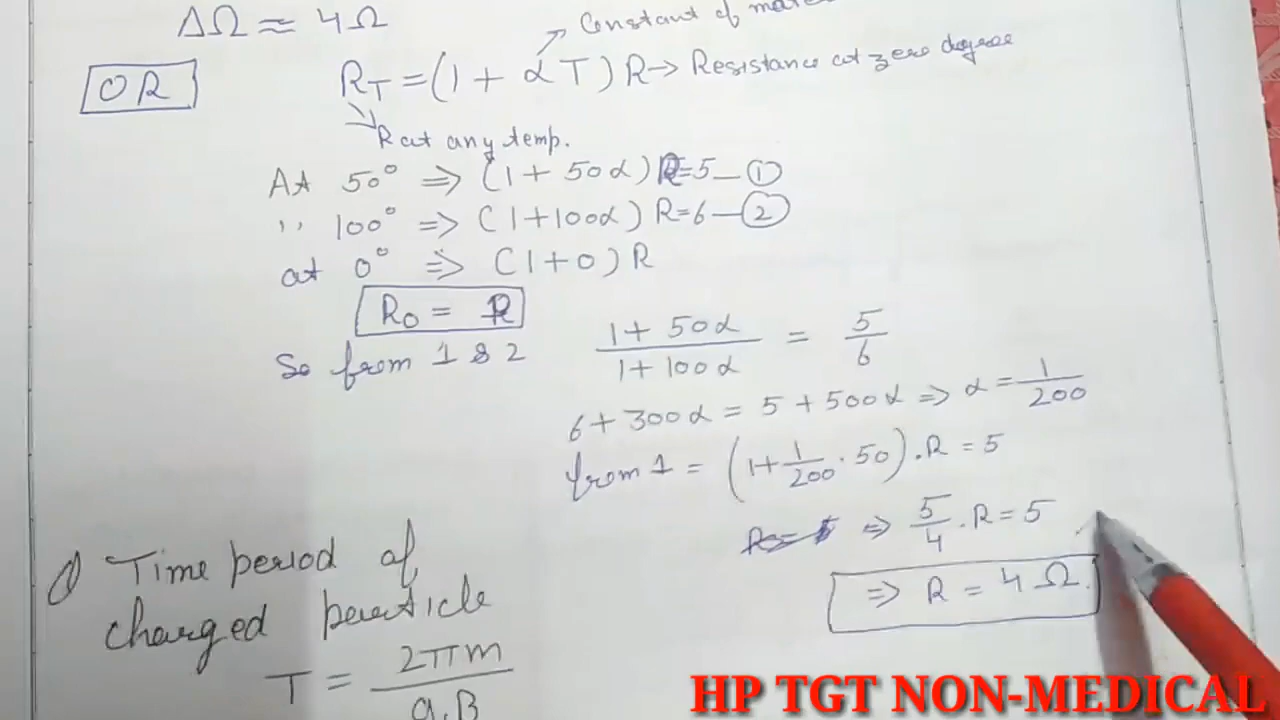 ΔΩ ≈ 4Ω
Constant of
OR
R_T = (1 + αT) R → Resistance at zero degree
R at any temp.
At 50° ⇒ (1 + 50α) R = 5 — ①
,, 100° ⇒ (1 + 100α) R = 6 — ②
at 0° ⇒ (1 + 0) R
R₀ = R
So from 1 & 2
(1 + 50α) / (1 + 100α) = 5/6
6 + 300α = 5 + 500α ⇒ α = 1/200
from 1 = (1 + 1/200 · 50) . R = 5
⇒ 5/4 . R = 5
⇒ R = 4Ω.
Time period of
charged particle
T = 2πm / q.B
HP TGT NON-MEDICAL